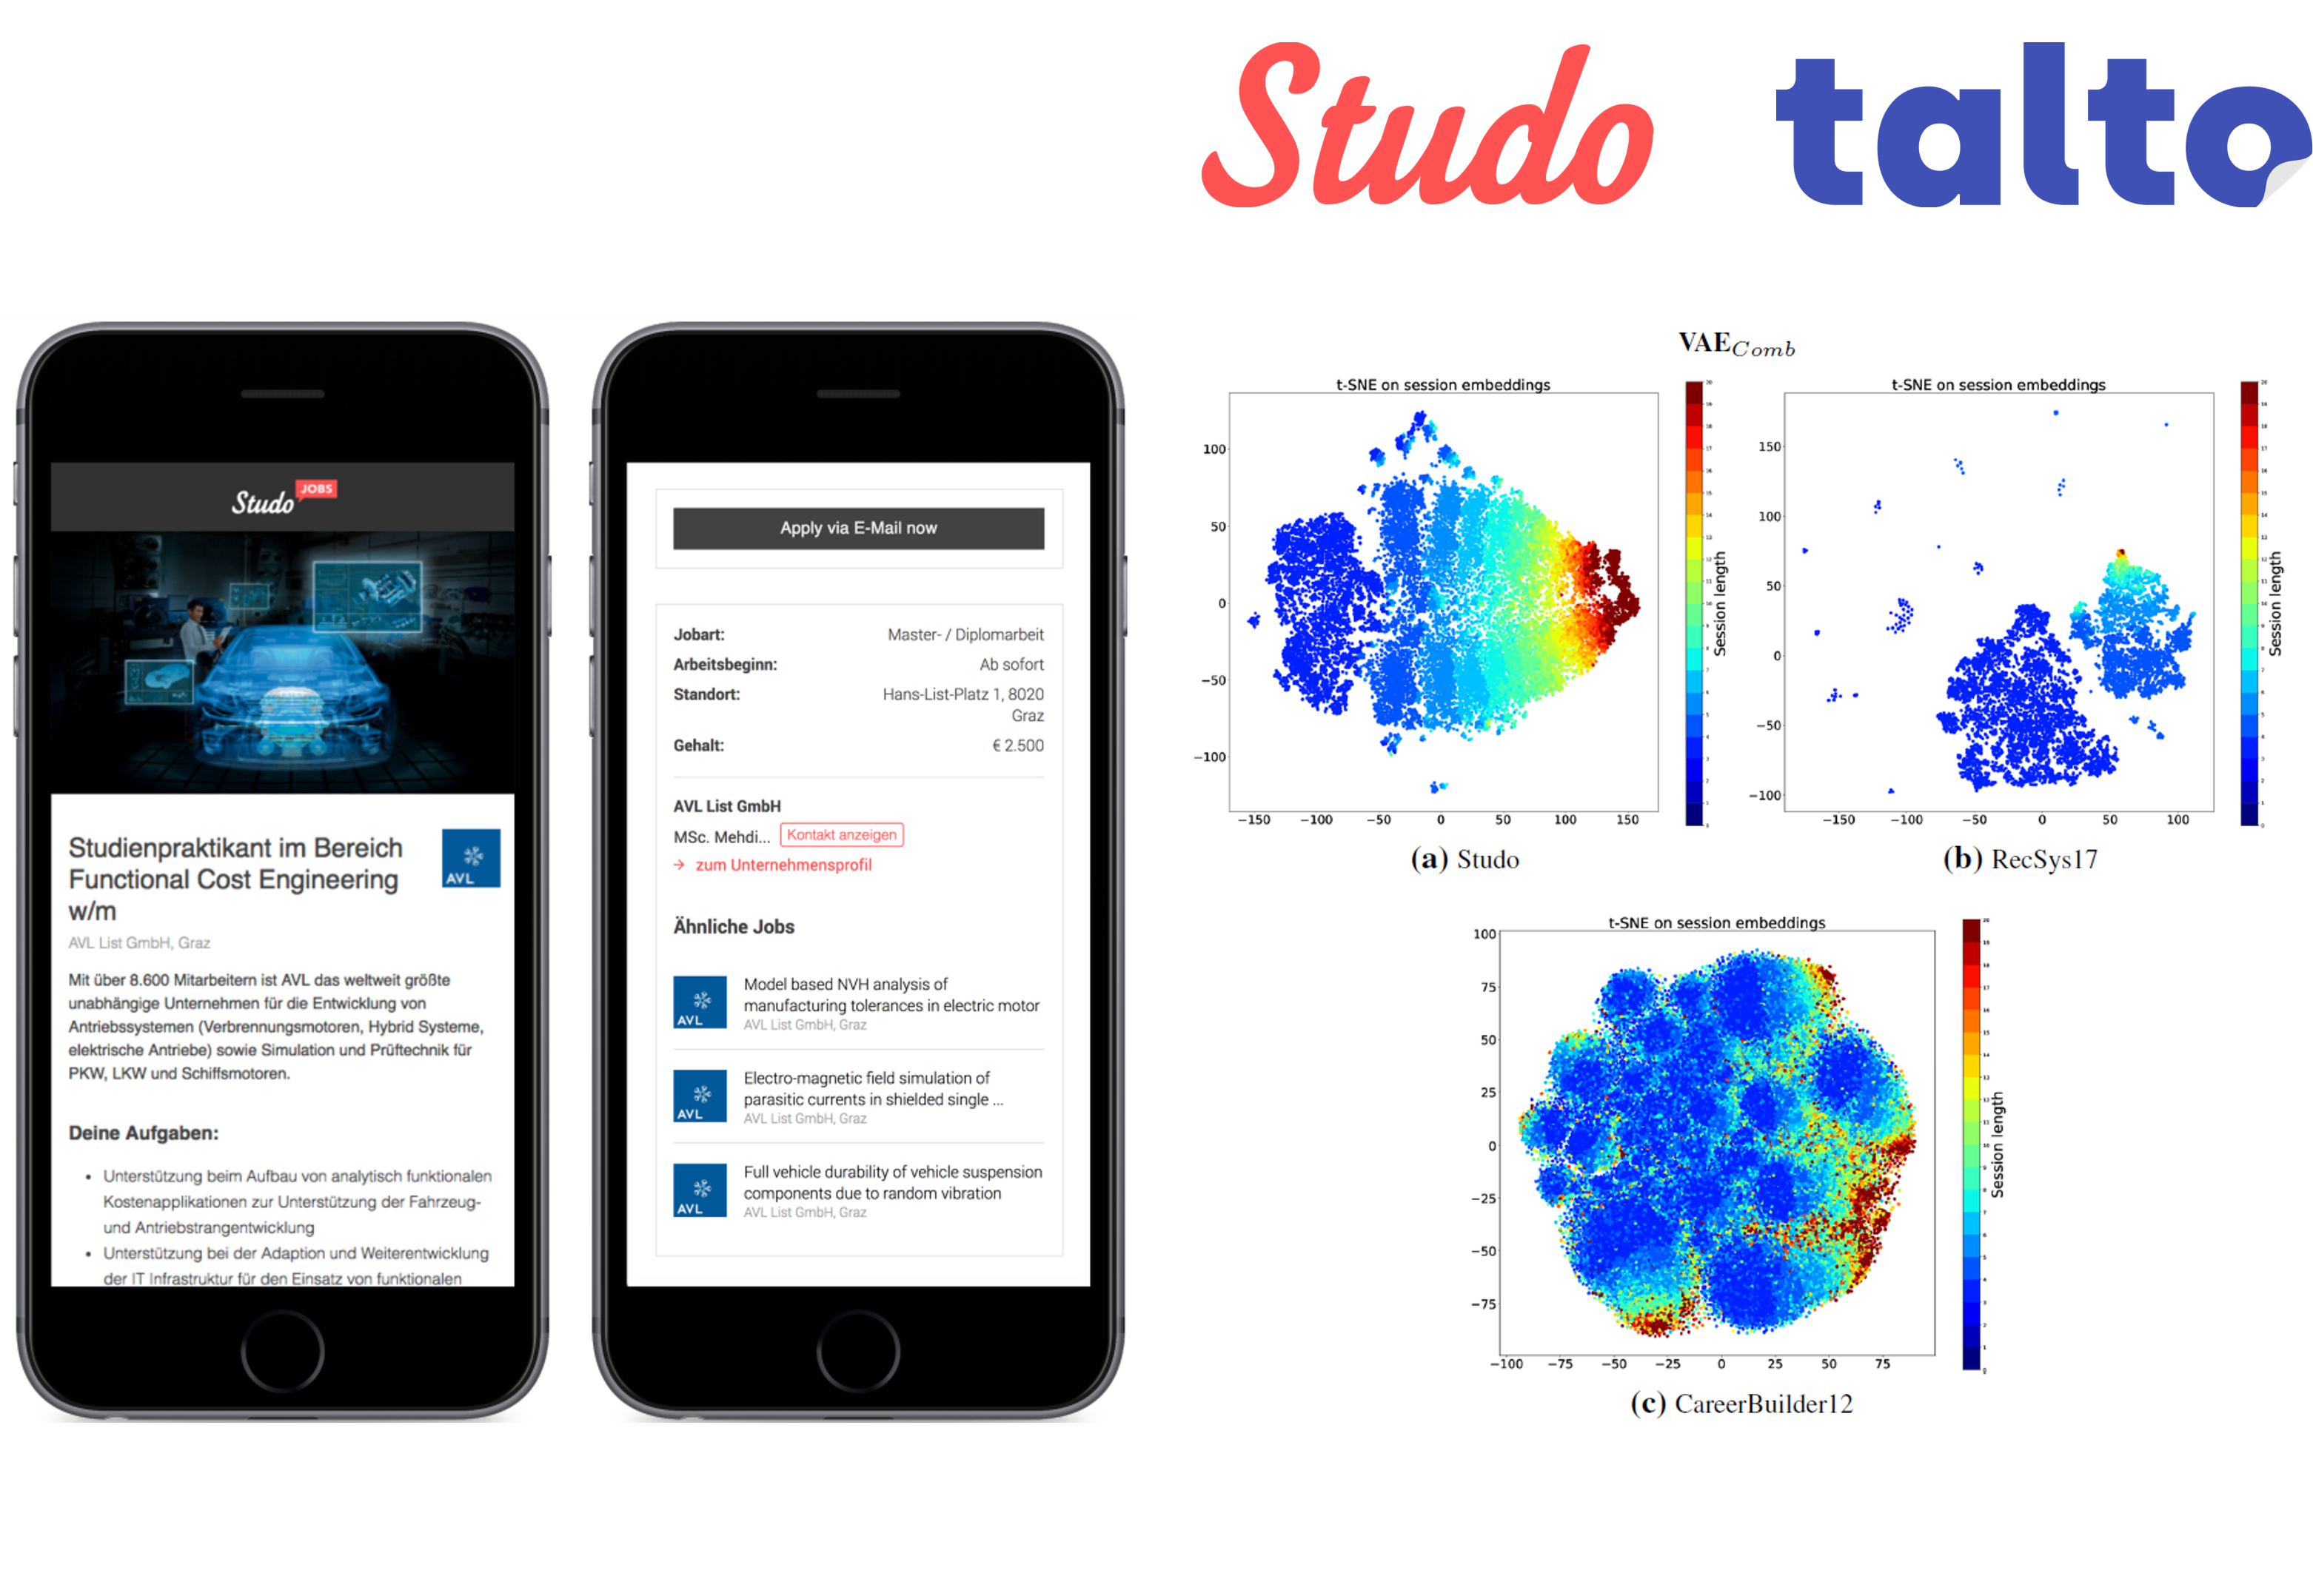 Studo talto
Studo JOBS
Studienpraktikant im Bereich
Functional Cost Engineering
w/m
AVL
AVL List GmbH, Graz
Mit über 8.600 Mitarbeitern ist AVL das weltweit größte
unabhängige Unternehmen für die Entwicklung von
Antriebssystemen (Verbrennungsmotoren, Hybrid Systeme,
elektrische Antriebe) sowie Simulation und Prüftechnik für
PKW, LKW und Schiffsmotoren.
Deine Aufgaben:
• Unterstützung beim Aufbau von analytisch funktionalen
Kostenapplikationen zur Unterstützung der Fahrzeug-
und Antriebstrangentwicklung
• Unterstützung bei der Adaption und Weiterentwicklung
der IT Infrastruktur für den Einsatz von funktionalen
Apply via E-Mail now
Jobart: Master- / Diplomarbeit
Arbeitsbeginn: Ab sofort
Standort: Hans-List-Platz 1, 8020
Graz
Gehalt: € 2.500
AVL List GmbH
MSc. Mehdi... Kontakt anzeigen
→ zum Unternehmensprofil
Ähnliche Jobs
AVL
Model based NVH analysis of
manufacturing tolerances in electric motor
AVL List GmbH, Graz
AVL
Electro-magnetic field simulation of
parasitic currents in shielded single ...
AVL List GmbH, Graz
AVL
Full vehicle durability of vehicle suspension
components due to random vibration
AVL List GmbH, Graz
VAE Comb
t-SNE on session embeddings
100
50
0
−50
−100
−150 −100 −50 0 50 100 150
Session length
(a) Studo
t-SNE on session embeddings
150
100
50
0
−50
−100
−150 −100 −50 0 50 100
Session length
(b) RecSys17
t-SNE on session embeddings
100
75
50
25
0
−25
−50
−75
−100 −75 −50 −25 0 25 50 75
Session length
(c) CareerBuilder12